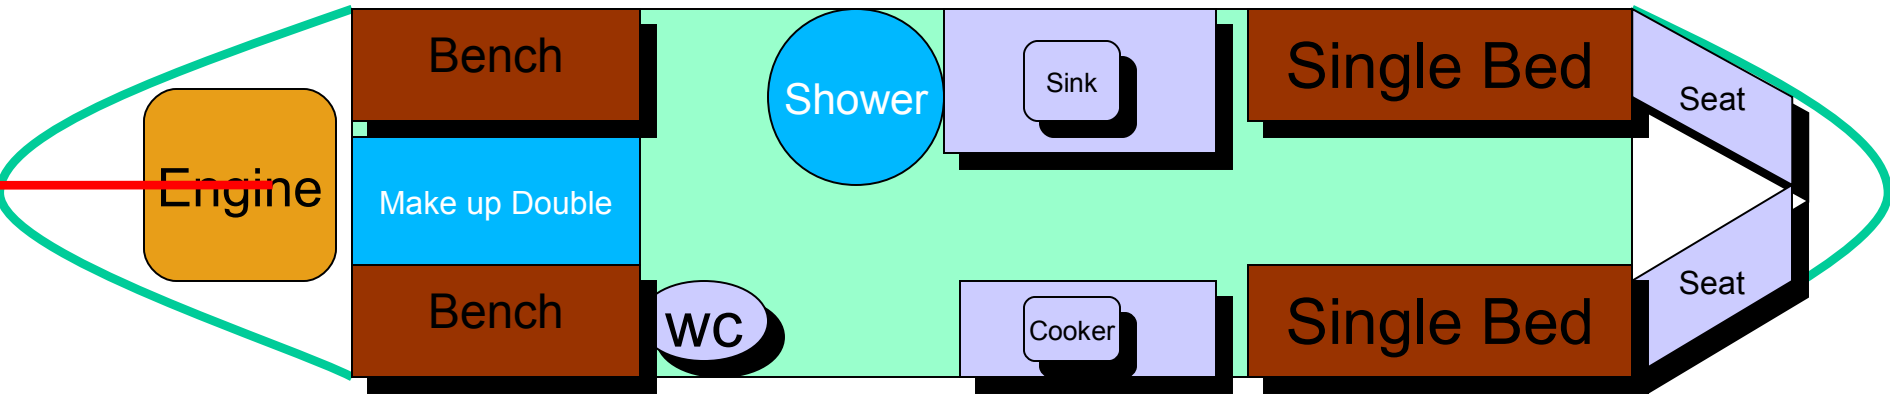 Bench
Shower
Sink
Single Bed
Seat
Engine
Make up Double
Bench
wc
Cooker
Single Bed
Seat